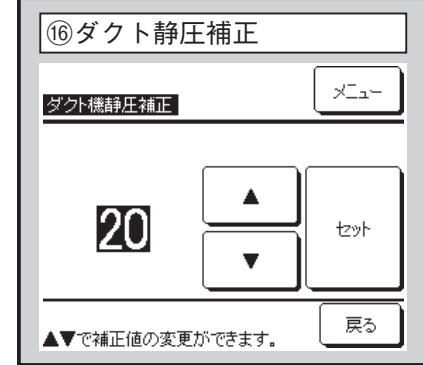 ⑯ダクト静圧補正
メニュー
ダクト機静圧補正
20
▲
▼
セット
▲▼で補正値の変更ができます。
戻る